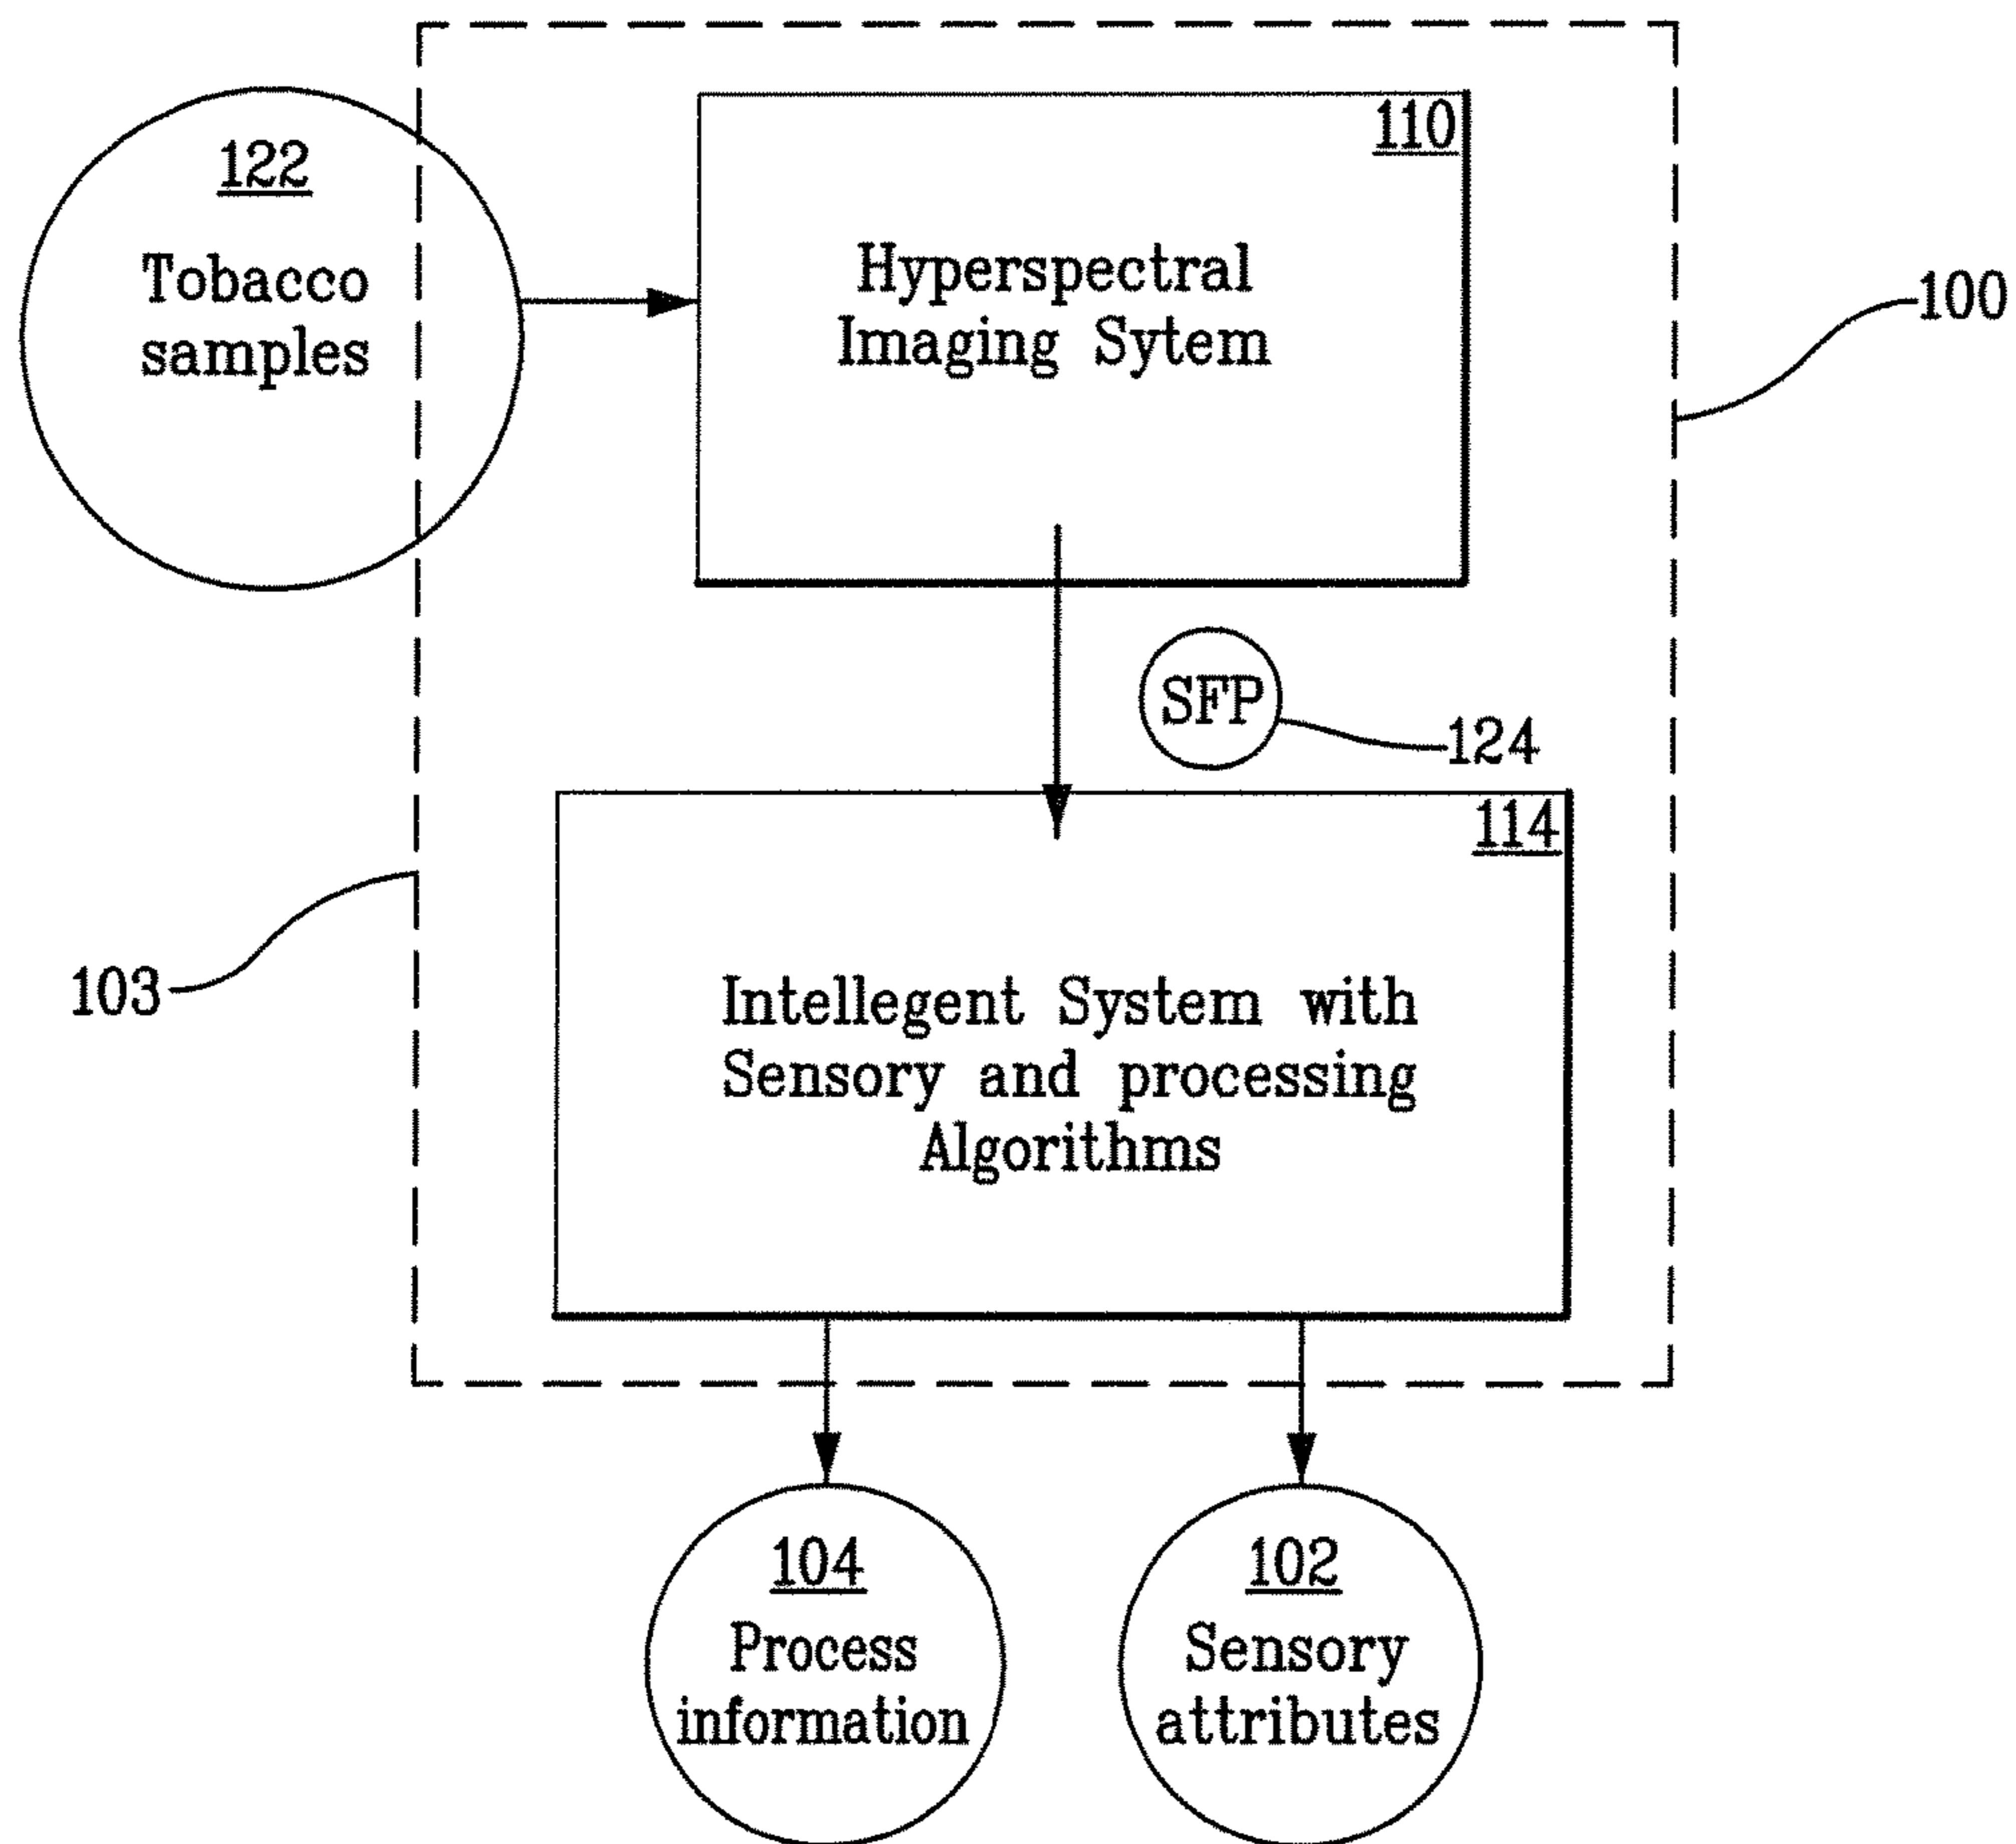 122
Tobacco
samples
110
Hyperspectral
Imaging Sytem
100
SFP
124
114
Intellegent System with
Sensory and processing
Algorithms
103
104
Process
information
102
Sensory
attributes